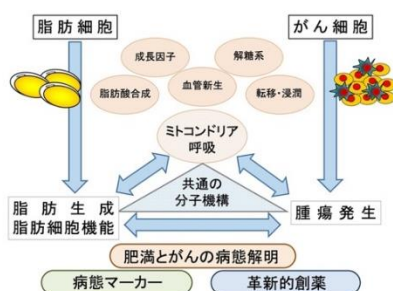 脂肪細胞
がん細胞
成長因子
解糖系
脂肪酸合成
血管新生
転移・浸潤
ミトコンドリア
呼吸
共通の
分子機構
脂肪生成
脂肪細胞機能
腫瘍発生
肥満とがんの病態解明
病態マーカー
革新的創薬